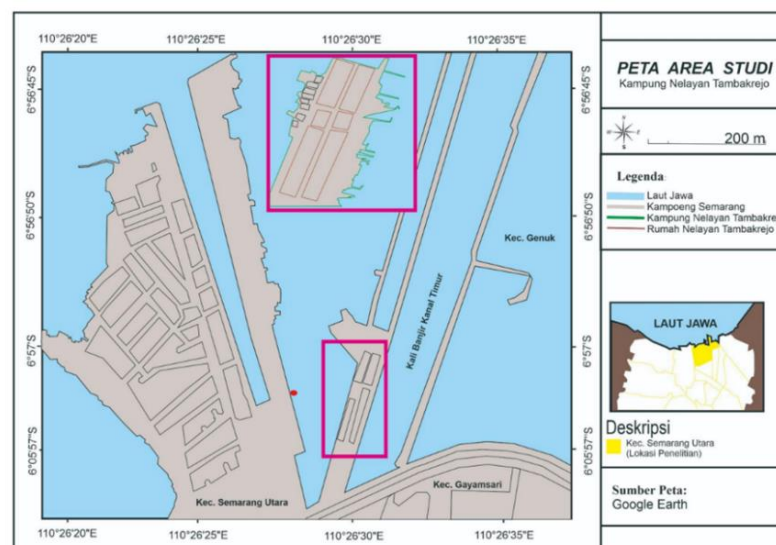 110°26'20"E
110°26'25"E
110°26'30"E
110°26'35"E
6°56'45"S
6°56'50"S
6°57'S
6°05'57"S
6°56'45"S
6°56'50"S
6°57'S
6°05'57"S
Kec. Genuk
Kali Banjir Kanal Timur
Kec. Semarang Utara
Kec. Gayamsari
110°26'20"E
110°26'25"E
110°26'30"E
110°26'35"E
PETA AREA STUDI
Kampung Nelayan Tambakrejo
200 m
Legenda:
Laut Jawa
Kampoeng Semarang
Kampung Nelayan Tambakre
Rumah Nelayan Tambakrejo
LAUT JAWA
Deskripsi
Kec. Semarang Utara
(Lokasi Penelitian)
Sumber Peta:
Google Earth